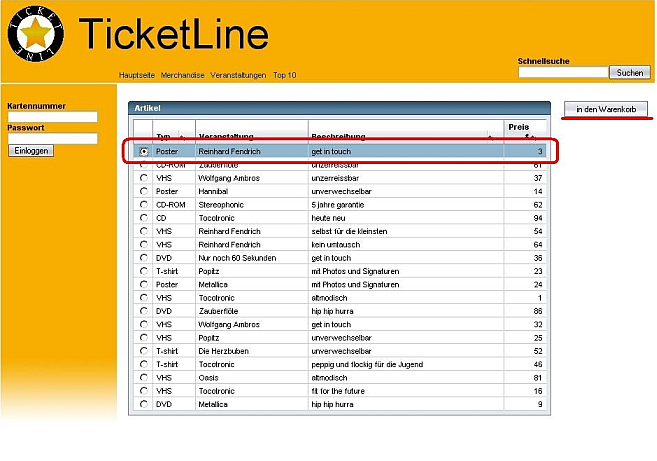 TICKET
LINE
TicketLine
Schnellsuche
Suchen
Hauptseite Merchandise Veranstaltungen Top 10
Kartennummer
Passwort
Einloggen
Artikel
in den Warenkorb
Typ Veranstaltung Beschreibung Preis €
Poster Reinhard Fendrich get in touch 3
CD-ROM Zauberflöte unzerreissbar 61
VHS Wolfgang Ambros unzerreissbar 37
Poster Hannibal unverwechselbar 14
CD-ROM Stereophonic 5 jahre garantie 62
CD Tocotronic heute neu 94
VHS Reinhard Fendrich selbst für die kleinsten 54
VHS Reinhard Fendrich kein umtausch 64
DVD Nur noch 60 Sekunden get in touch 36
T-shirt Popitz mit Photos und Signaturen 23
Poster Metallica mit Photos und Signaturen 24
VHS Tocotronic altmodisch 1
DVD Zauberflöte hip hip hurra 86
VHS Wolfgang Ambros get in touch 32
VHS Popitz unverwechselbar 25
T-shirt Die Herzbuben unverwechselbar 52
T-shirt Tocotronic peppig und flockig für die Jugend 46
VHS Oasis altmodisch 81
VHS Tocotronic fit for the future 16
DVD Metallica hip hip hurra 9